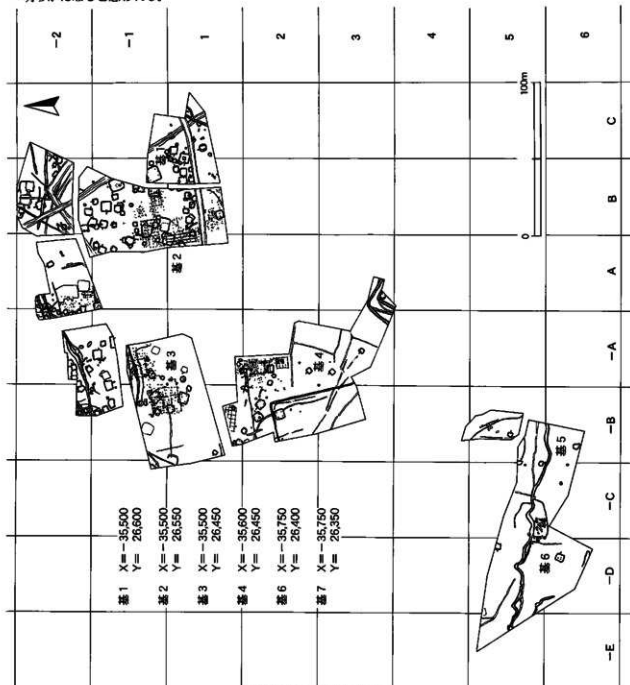 -2
-1
1
2
3
4
5
6
C
B
A
-A
-B
-C
-D
-E
0
100m
基2
基3
基4
基5
基6
基1 X=-35,500
Y= 26,600
基2 X=-35,500
Y= 26,550
基3 X=-35,500
Y= 26,450
基4 X=-35,600
Y= 26,450
基6 X=-35,750
Y= 26,400
基7 X=-35,750
Y= 26,350